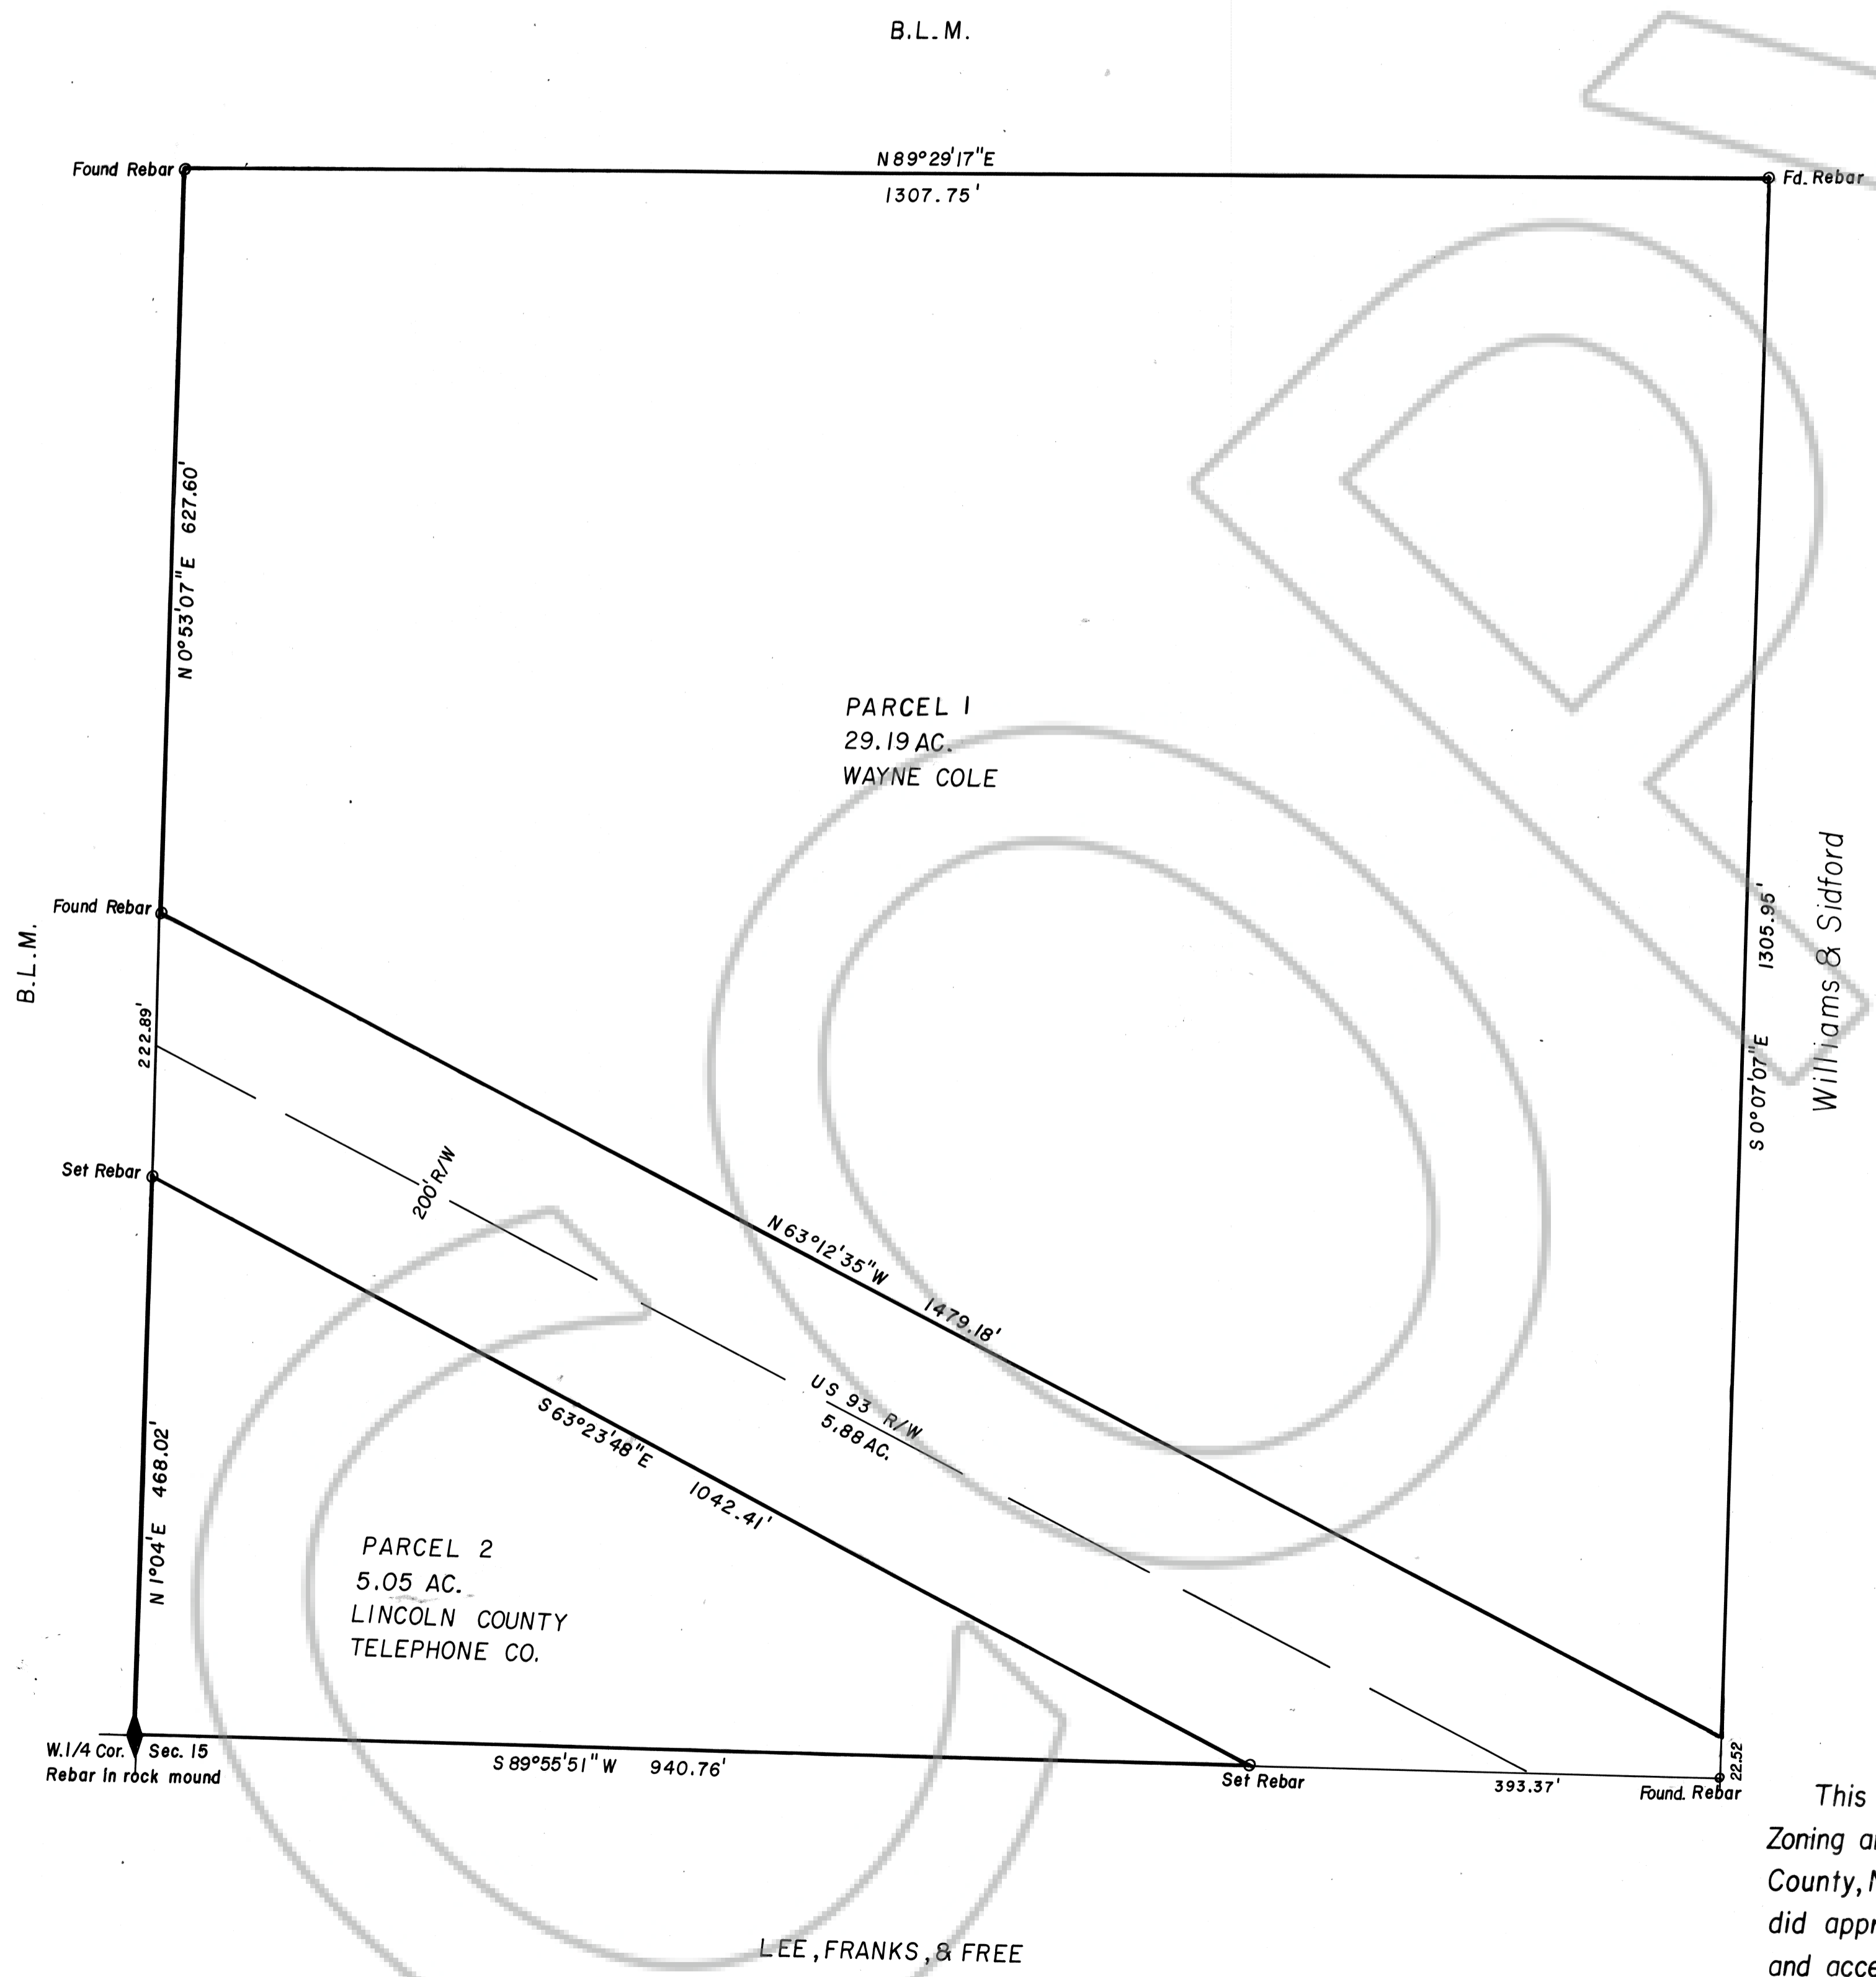 B.L.M.
Found Rebar
N 89°29'17"E
1307.75'
Fd. Rebar
N 0°53'07"E 627.60'
PARCEL 1
29.19 AC.
WAYNE COLE
Williams & Sidford
S 0°07'07"E 1305.95'
Found Rebar
B.L.M.
222.89'
Set Rebar
200' R/W
N 63°12'35"W 1479.18'
US 93 R/W
5.88 AC.
S 63°23'48"E 1042.41'
N 1°04'E 468.02'
PARCEL 2
5.05 AC.
LINCOLN COUNTY
TELEPHONE CO.
W.1/4 Cor. Sec. 15
Rebar in rock mound
S 89°55'51"W 940.76'
Set Rebar
393.37'
Found. Rebar
22.52
This
Zoning
County,
did
and
LEE, FRANKS, & FREE